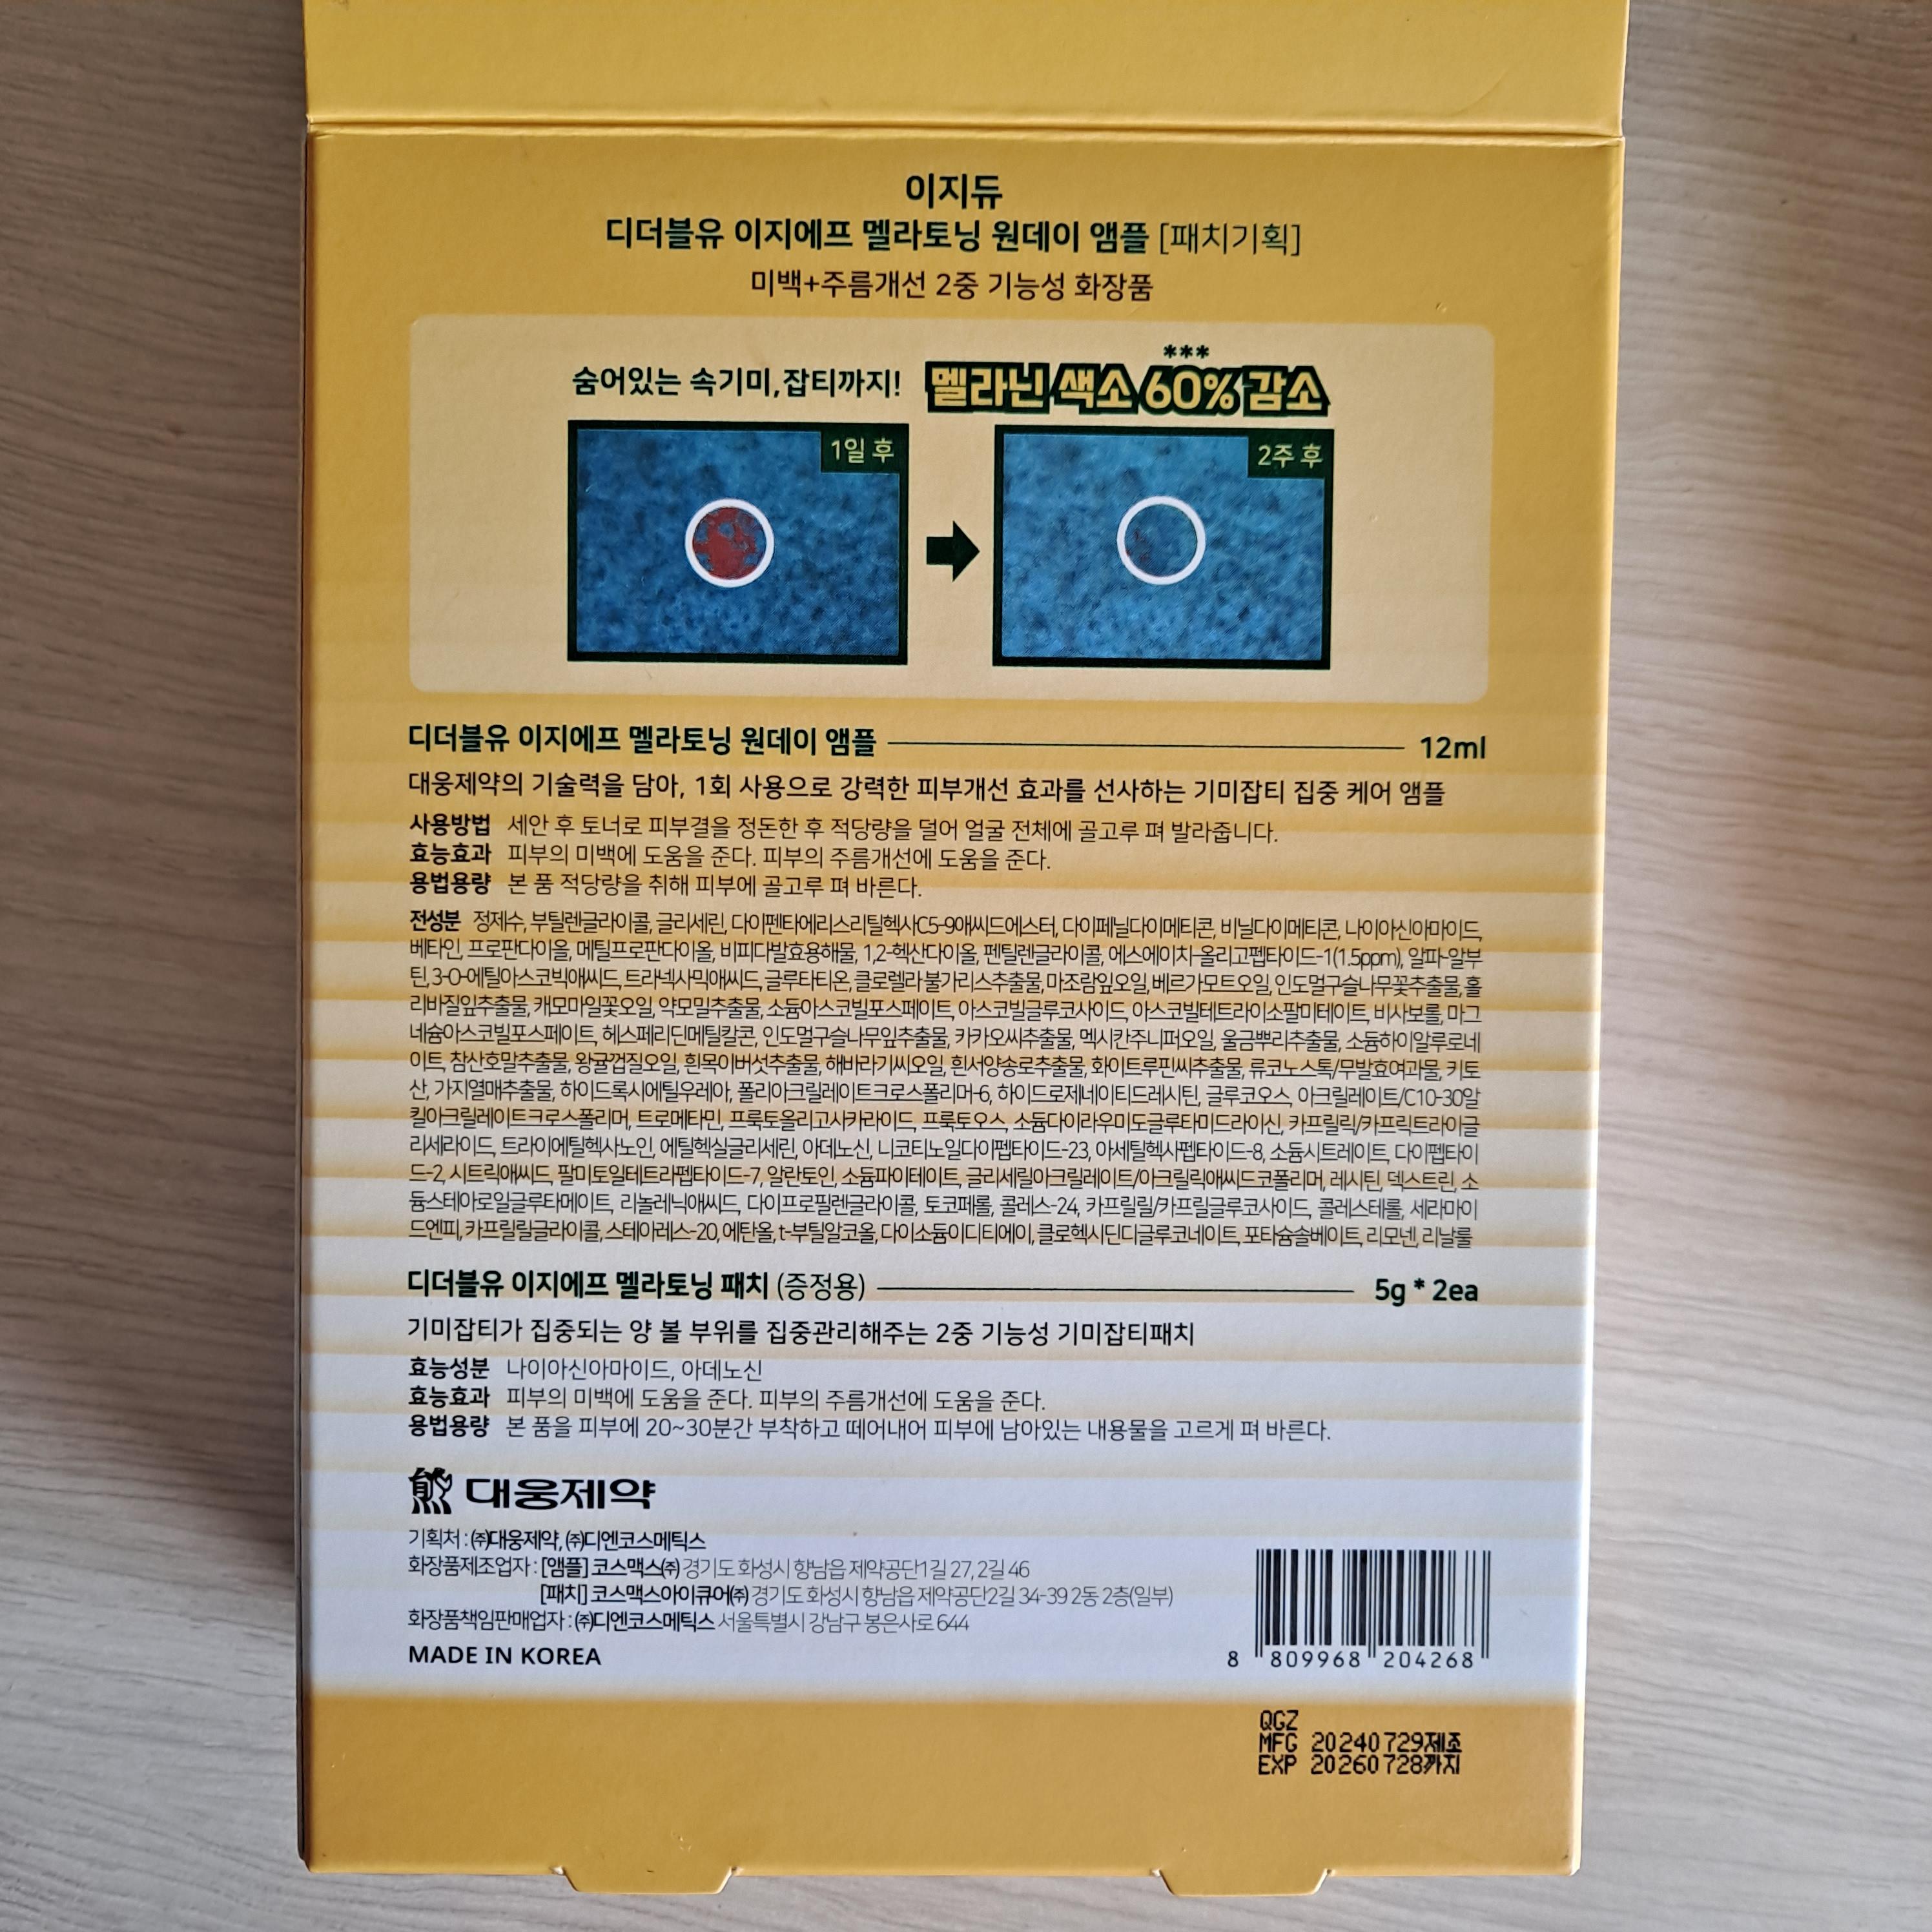 이지듀
디더블유 이지에프 멜라토닝 원데이 앰플 [패치기획]
미백+주름개선 2중 기능성 화장품
숨어있는 속기미, 잡티까지! 멜라닌 색소 60%*** 감소
1일 후
2주 후
디더블유 이지에프 멜라토닝 원데이 앰플 12ml
대웅제약의 기술력을 담아, 1회 사용으로 강력한 피부개선 효과를 선사하는 기미잡티 집중 케어 앰플
사용방법 세안 후 토너로 피부결을 정돈한 후 적당량을 덜어 얼굴 전체에 골고루 펴 발라줍니다.
효능효과 피부의 미백에 도움을 준다. 피부의 주름개선에 도움을 준다.
용법용량 본 품 적당량을 취해 피부에 골고루 펴 바른다.
전성분 정제수, 부틸렌글라이콜, 글리세린, 다이펜타에리스리틸헥사C5-9애씨드에스터, 다이페닐다이메티콘, 비닐다이메티콘, 나이아신아마이드,
베타인, 프로판다이올, 메틸프로판다이올, 비피다발효용해물, 1,2-헥산다이올, 펜틸렌글라이콜, 에스에이치-올리고펩타이드-1(1.5ppm), 알파-알부
틴, 3-O-에틸아스코빅애씨드, 트라넥사믹애씨드, 글루타티온, 클로렐라불가리스추출물, 마조람잎오일, 베르가모트오일, 인도멀구슬나무꽃추출물, 홀
리바질잎추출물, 캐모마일꽃오일, 약모밀추출물, 소듐아스코빌포스페이트, 아스코빌글루코사이드, 아스코빌테트라이소팔미테이트, 비사보롤, 마그
네슘아스코빌포스페이트, 헤스페리딘메틸칼콘, 인도멀구슬나무잎추출물, 카카오씨추출물, 멕시칸주니퍼오일, 울금뿌리추출물, 소듐하이알루로네
이트, 참산호말추출물, 왕귤껍질오일, 흰목이버섯추출물, 해바라기씨오일, 흰서양송로추출물, 화이트루핀씨추출물, 류코노스톡/무발효여과물, 키토
산, 가지열매추출물, 하이드록시에틸우레아, 폴리아크릴레이트크로스폴리머-6, 하이드로제네이티드레시틴, 글루코오스, 아크릴레이트/C10-30알
킬아크릴레이트크로스폴리머, 트로메타민, 프룩토올리고사카라이드, 프룩토오스, 소듐다이라우라미도글루타미드라이신, 카프릴릭/카프릭트라이글
리세라이드, 트라이에틸헥사노인, 에틸헥실글리세린, 아데노신, 니코티노일다이펩타이드-23, 아세틸헥사펩타이드-8, 소듐시트레이트, 다이펩타이
드-2, 시트릭애씨드, 팔미토일테트라펩타이드-7, 알란토인, 소듐파이테이트, 글리세릴아크릴레이트/아크릴릭애씨드코폴리머, 레시틴, 덱스트린, 소
듐스테아로일글루타메이트, 리놀레닉애씨드, 다이프로필렌글라이콜, 토코페롤, 콜레스-24, 카프릴릴/카프릴글루코사이드, 콜레스테롤, 세라마이
드엔피, 카프릴릴글라이콜, 스테아레스-20, 에탄올, t-부틸알코올, 다이소듐이디티에이, 클로헥시딘디글루코네이트, 포타슘솔베이트, 리모넨, 리날룰
디더블유 이지에프 멜라토닝 패치 (증정용) 5g * 2ea
기미잡티가 집중되는 양 볼 부위를 집중관리해주는 2중 기능성 기미잡티패치
효능성분 나이아신아마이드, 아데노신
효능효과 피부의 미백에 도움을 준다. 피부의 주름개선에 도움을 준다.
용법용량 본 품을 피부에 20~30분간 부착하고 떼어내어 피부에 남아있는 내용물을 고르게 펴 바른다.
대웅제약
기획처 : ㈜대웅제약, ㈜디엔코스메틱스
화장품제조업자 : [앰플] 코스맥스㈜ 경기도 화성시 향남읍 제약공단1길 27, 2길 46
[패치] 코스맥스아이큐어㈜ 경기도 화성시 향남읍 제약공단2길 34-39 2동 2층(일부)
화장품책임판매업자 : ㈜디엔코스메틱스 서울특별시 강남구 봉은사로 644
MADE IN KOREA
8 809968 204268
QGZ
MFG 20240729제조
EXP 20260728까지